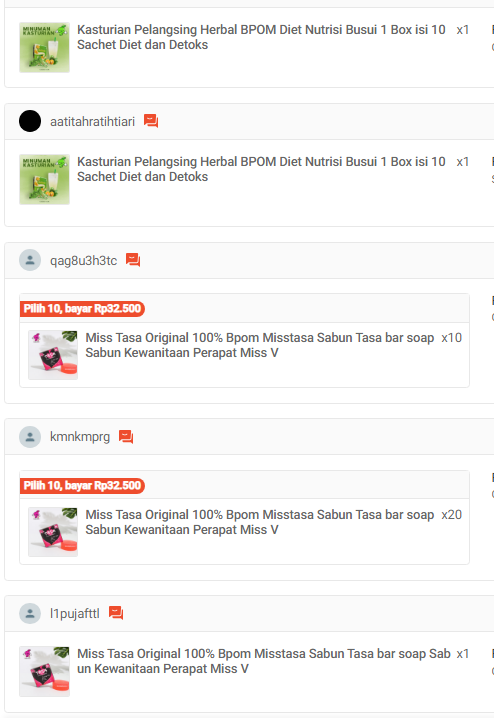 MINUMAN
KASTURIAN
Kasturian Pelangsing Herbal BPOM Diet Nutrisi Busui 1 Box isi 10 x1
Sachet Diet dan Detoks
aatitahratihtiari
MINUMAN
KASTURIAN
Kasturian Pelangsing Herbal BPOM Diet Nutrisi Busui 1 Box isi 10 x1
Sachet Diet dan Detoks
qag8u3h3tc
Pilih 10, bayar Rp32.500
Miss Tasa Original 100% Bpom Misstasa Sabun Tasa bar soap x10
Sabun Kewanitaan Perapat Miss V
kmnkmprg
Pilih 10, bayar Rp32.500
Miss Tasa Original 100% Bpom Misstasa Sabun Tasa bar soap x20
Sabun Kewanitaan Perapat Miss V
l1pujafttl
Miss Tasa Original 100% Bpom Misstasa Sabun Tasa bar soap Sab x1
un Kewanitaan Perapat Miss V